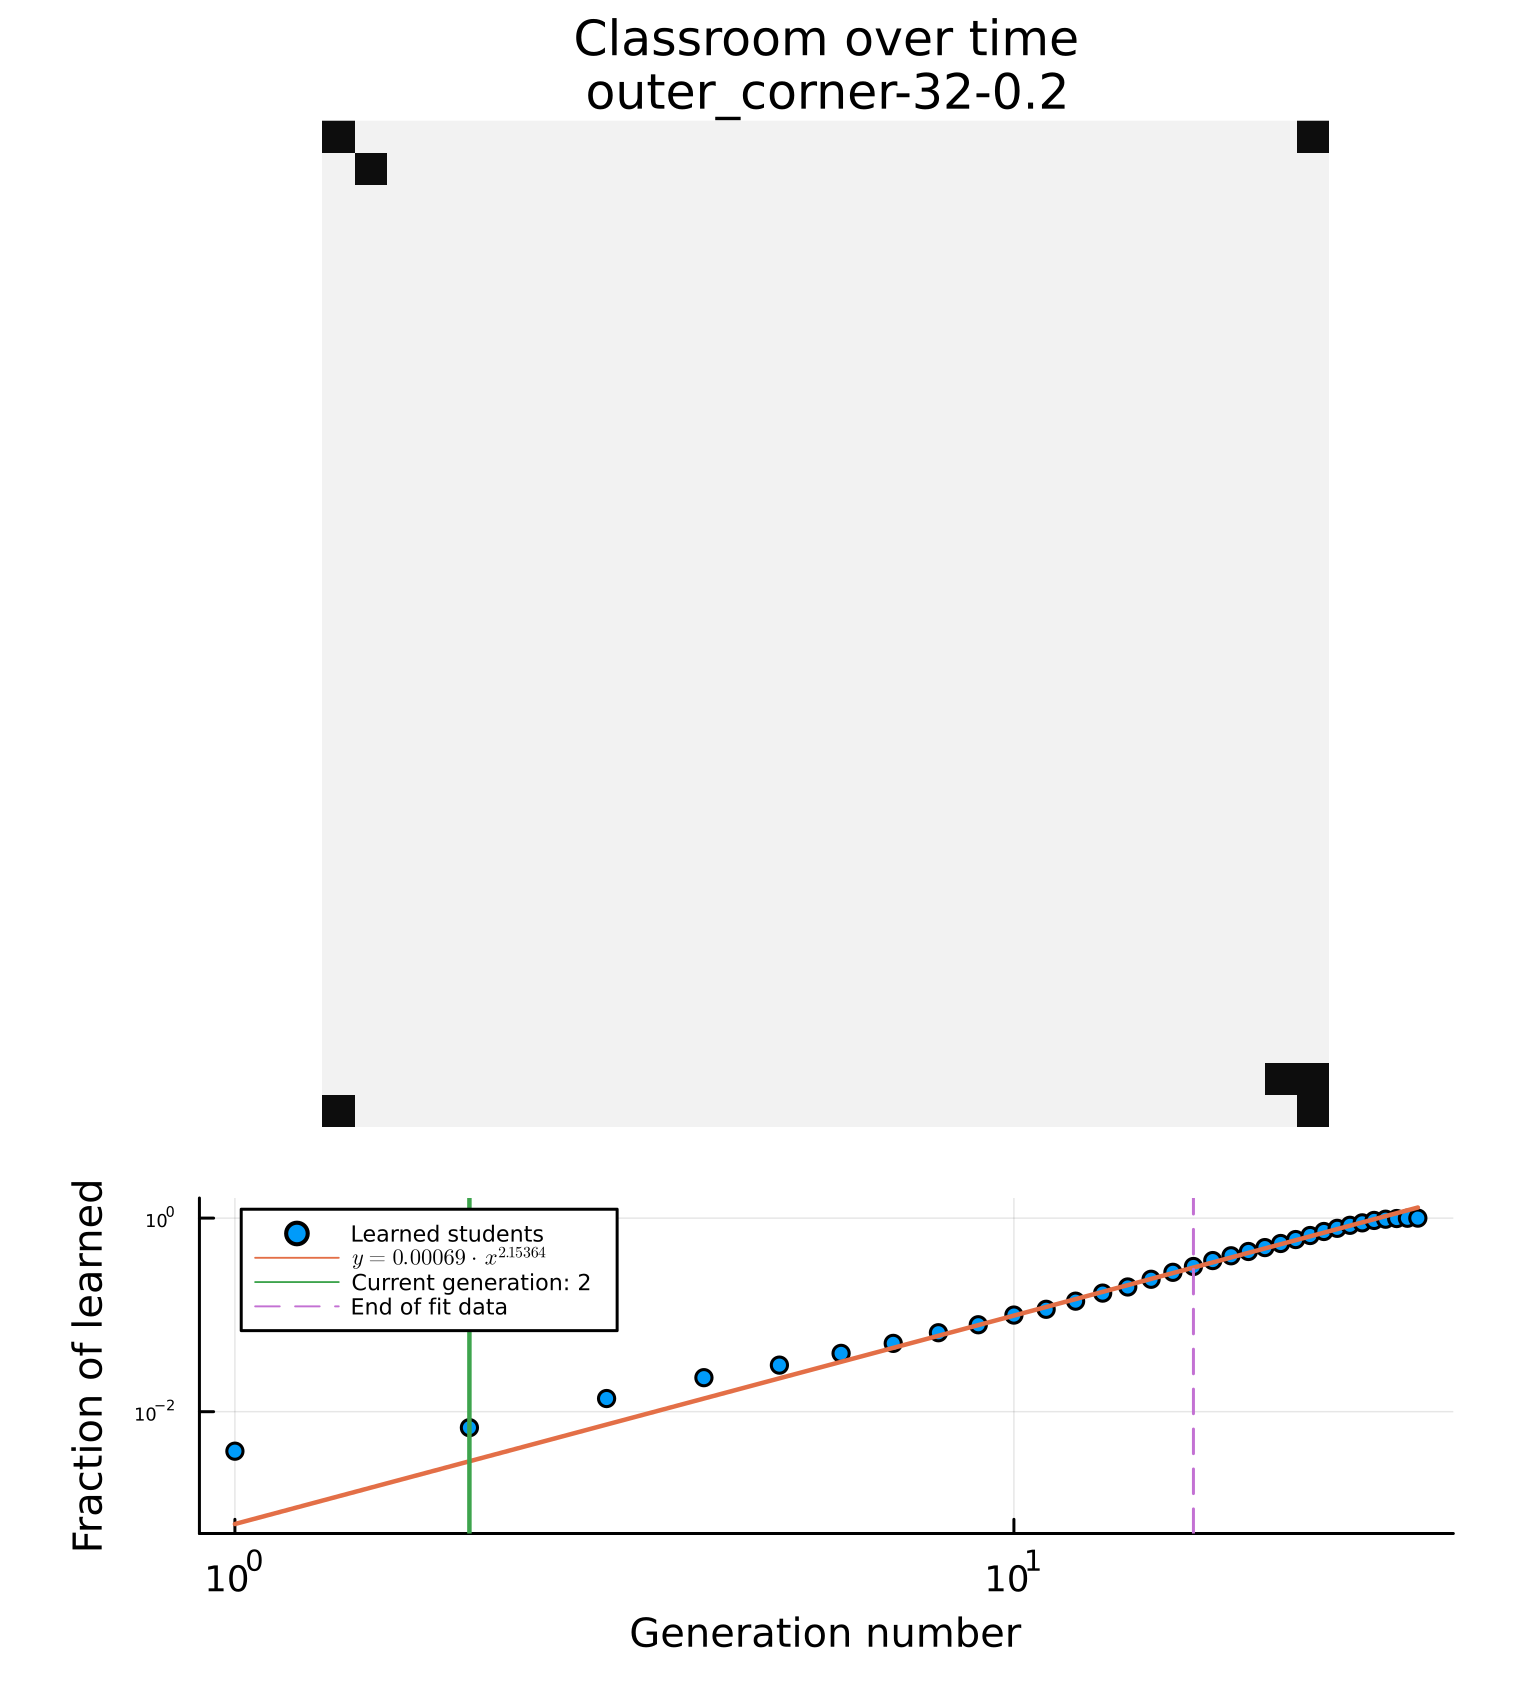 Classroom over time
outer_corner-32-0.2
Fraction of learned
10⁰
10⁻²
Learned students
y = 0.00069 · x^2.15364
Current generation: 2
End of fit data
10⁰
10¹
Generation number